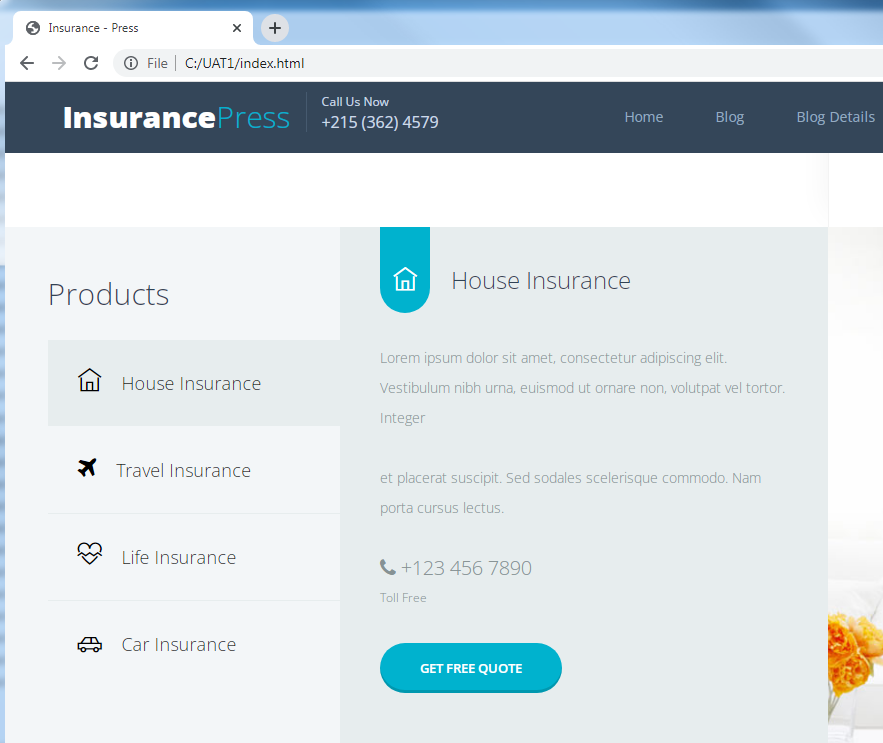 Insurance - Press
File
C:/UAT1/index.html
InsurancePress
Call Us Now
+215 (362) 4579
Home
Blog
Blog Details
Products
House Insurance
Travel Insurance
Life Insurance
Car Insurance
House Insurance
Lorem ipsum dolor sit amet, consectetur adipiscing elit.
Vestibulum nibh urna, euismod ut ornare non, volutpat vel tortor.
Integer
et placerat suscipit. Sed sodales scelerisque commodo. Nam
porta cursus lectus.
+123 456 7890
Toll Free
GET FREE QUOTE